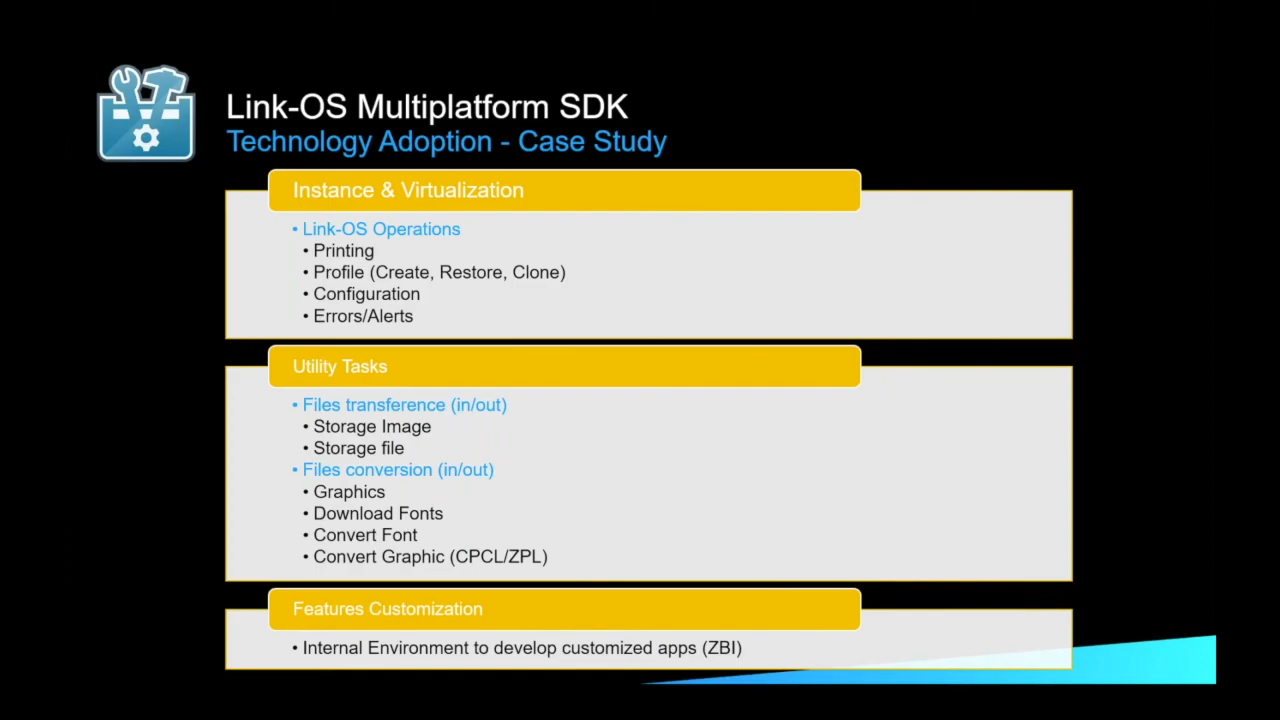 Link-OS Multiplatform SDK
Technology Adoption - Case Study
Instance & Virtualization
• Link-OS Operations
• Printing
• Profile (Create, Restore, Clone)
• Configuration
• Errors/Alerts
Utility Tasks
• Files transference (in/out)
• Storage Image
• Storage file
• Files conversion (in/out)
• Graphics
• Download Fonts
• Convert Font
• Convert Graphic (CPCL/ZPL)
Features Customization
• Internal Environment to develop customized apps (ZBI)